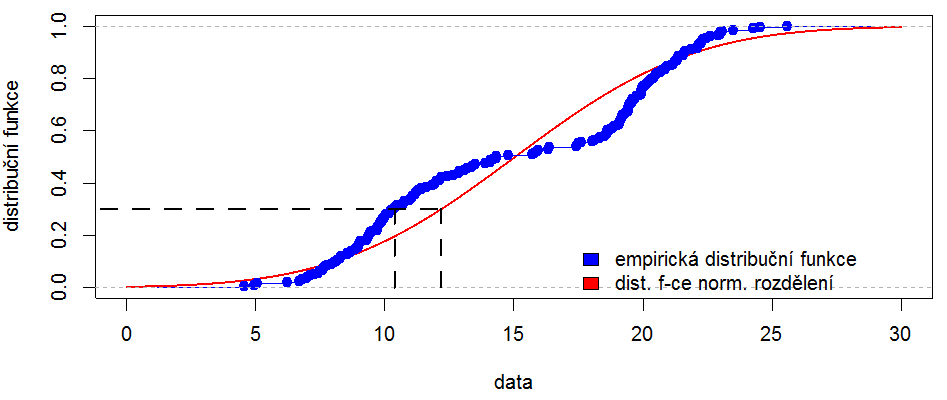 distribuční funkce
1.0
0.8
0.6
0.4
0.2
0.0
empirická distribuční funkce
dist. f-ce norm. rozdělení
0 5 10 15 20 25 30
data